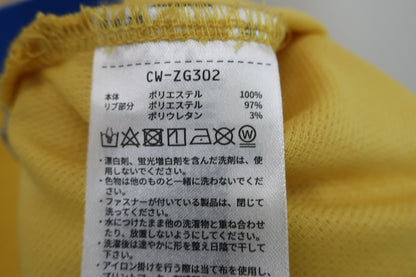 CW-ZG302
本体 ポリエステル 100%
リブ部分 ポリエステル 97%
ポリウレタン 3%
・漂白剤、蛍光増白剤を含んだ洗剤は、使
用しないでください。
・色物は他のものと一緒に洗わないでくだ
さい。
・ファスナーが付いている製品は、閉じて
洗ってください。
・水につけたまま他の洗濯物と重ね合わせ
たり、放置しないようにしてください。
・洗濯後は速やかに形を整え日陰で干して
下さい。
・アイロン掛けを行う際は当て布を使用し、